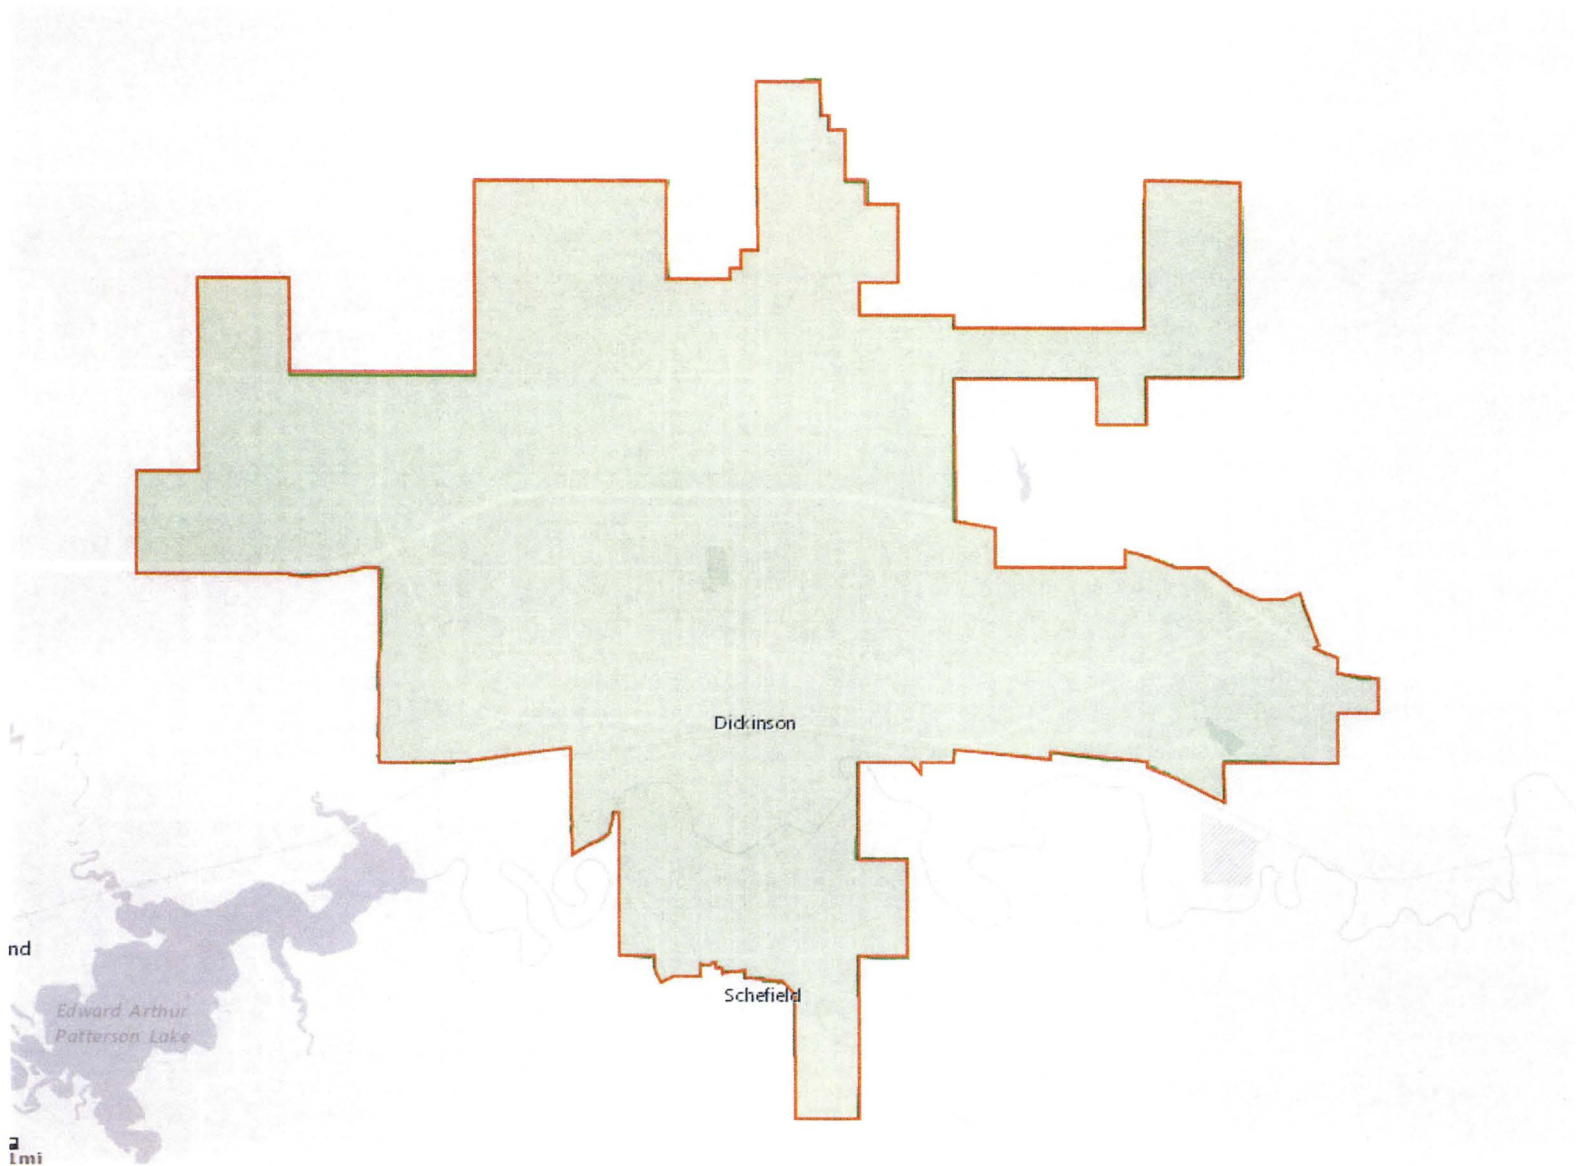 Dickinson
nd
Schefield
Edward Arthur
Patterson Lake
1mi